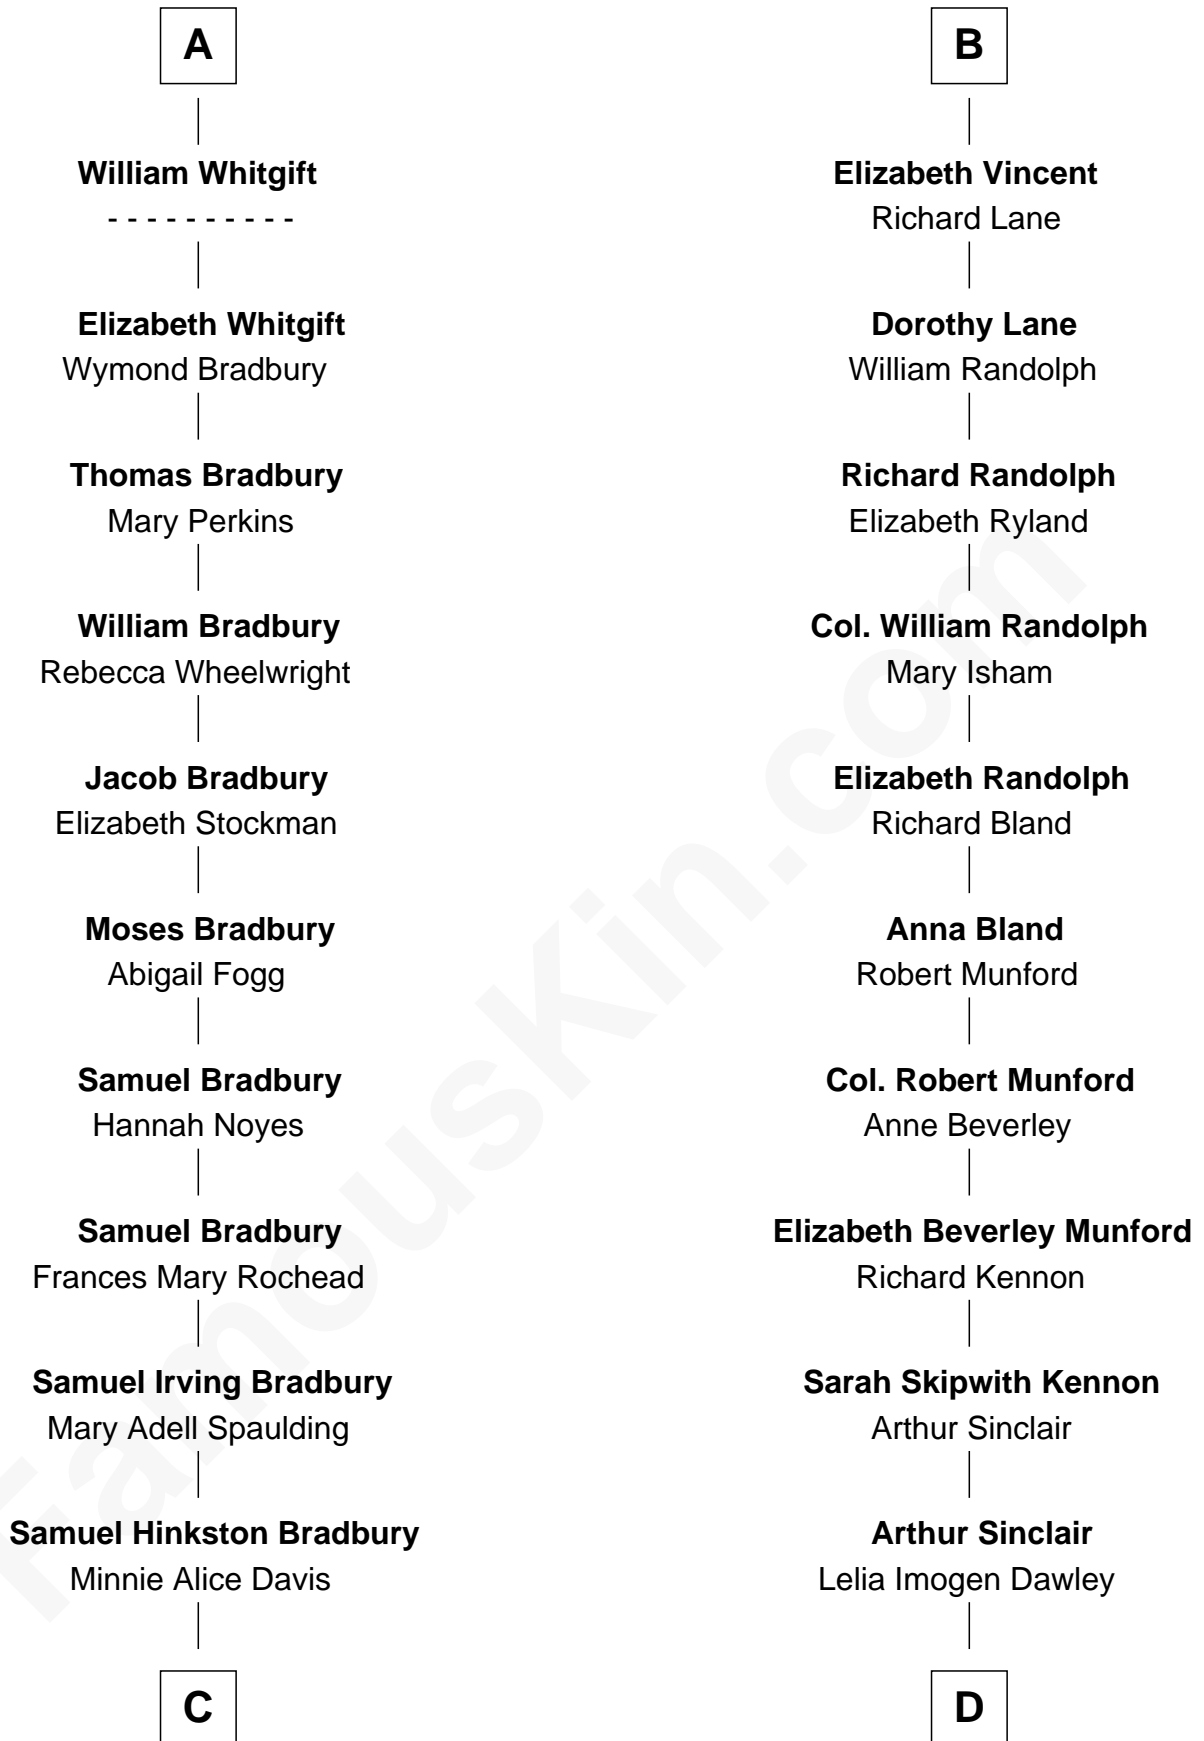 A
William Whitgift
- - - - - - - - - -
Elizabeth Whitgift
Wymond Bradbury
Thomas Bradbury
Mary Perkins
William Bradbury
Rebecca Wheelwright
Jacob Bradbury
Elizabeth Stockman
Moses Bradbury
Abigail Fogg
Samuel Bradbury
Hannah Noyes
Samuel Bradbury
Frances Mary Rochead
Samuel Irving Bradbury
Mary Adell Spaulding
Samuel Hinkston Bradbury
Minnie Alice Davis
C
B
Elizabeth Vincent
Richard Lane
Dorothy Lane
William Randolph
Richard Randolph
Elizabeth Ryland
Col. William Randolph
Mary Isham
Elizabeth Randolph
Richard Bland
Anna Bland
Robert Munford
Col. Robert Munford
Anne Beverley
Elizabeth Beverley Munford
Richard Kennon
Sarah Skipwith Kennon
Arthur Sinclair
Arthur Sinclair
Lelia Imogen Dawley
D
FamousKin.com